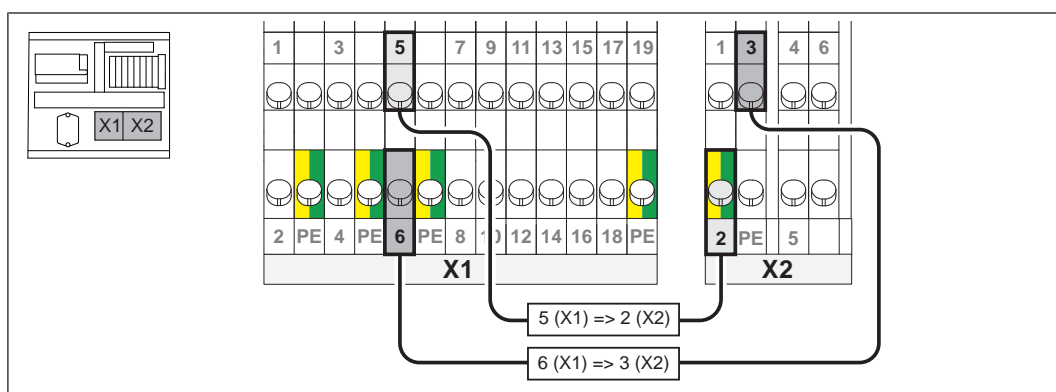 X1 X2
1 3 5 7 9 11 13 15 17 19
1 3 4 6
2 PE 4 PE 6 PE 8 10 12 14 16 18 PE
2 PE 5
X1
X2
5 (X1) => 2 (X2)
6 (X1) => 3 (X2)